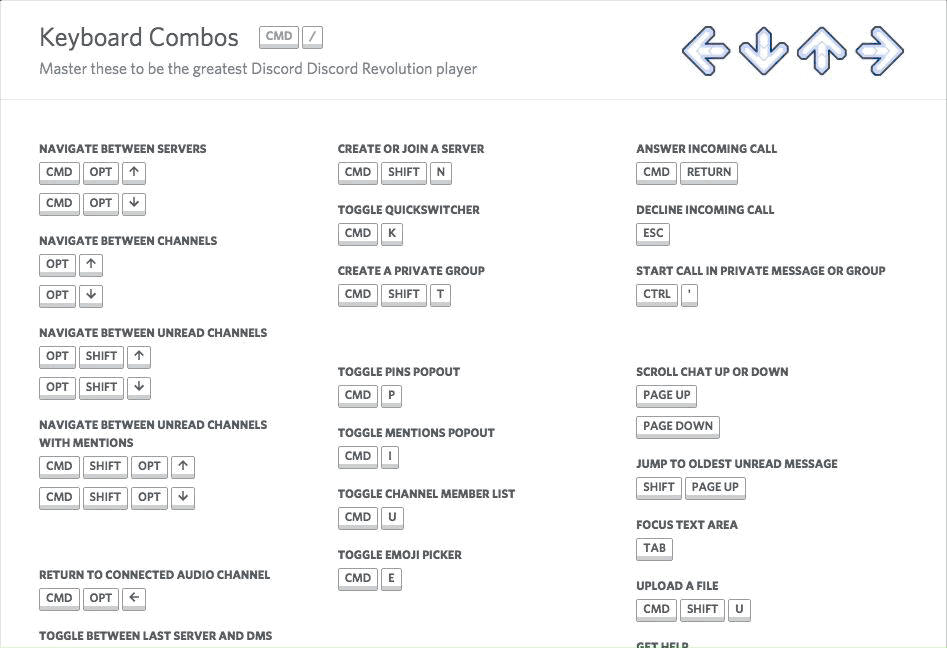 Keyboard Combos CMD /
Master these to be the greatest Discord Discord Revolution player
NAVIGATE BETWEEN SERVERS
CMD OPT ↑
CMD OPT ↓
NAVIGATE BETWEEN CHANNELS
OPT ↑
OPT ↓
NAVIGATE BETWEEN UNREAD CHANNELS
OPT SHIFT ↑
OPT SHIFT ↓
NAVIGATE BETWEEN UNREAD CHANNELS
WITH MENTIONS
CMD SHIFT OPT ↑
CMD SHIFT OPT ↓
RETURN TO CONNECTED AUDIO CHANNEL
CMD OPT ←
TOGGLE BETWEEN LAST SERVER AND DMS
CREATE OR JOIN A SERVER
CMD SHIFT N
TOGGLE QUICKSWITCHER
CMD K
CREATE A PRIVATE GROUP
CMD SHIFT T
TOGGLE PINS POPOUT
CMD P
TOGGLE MENTIONS POPOUT
CMD I
TOGGLE CHANNEL MEMBER LIST
CMD U
TOGGLE EMOJI PICKER
CMD E
ANSWER INCOMING CALL
CMD RETURN
DECLINE INCOMING CALL
ESC
START CALL IN PRIVATE MESSAGE OR GROUP
CTRL '
SCROLL CHAT UP OR DOWN
PAGE UP
PAGE DOWN
JUMP TO OLDEST UNREAD MESSAGE
SHIFT PAGE UP
FOCUS TEXT AREA
TAB
UPLOAD A FILE
CMD SHIFT U
GET HELP